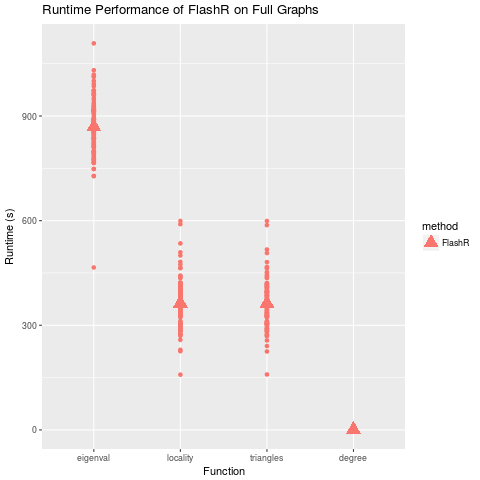 Runtime Performance of FlashR on Full Graphs
Runtime (s)
900
600
300
0
eigenval locality triangles degree
Function
method
FlashR